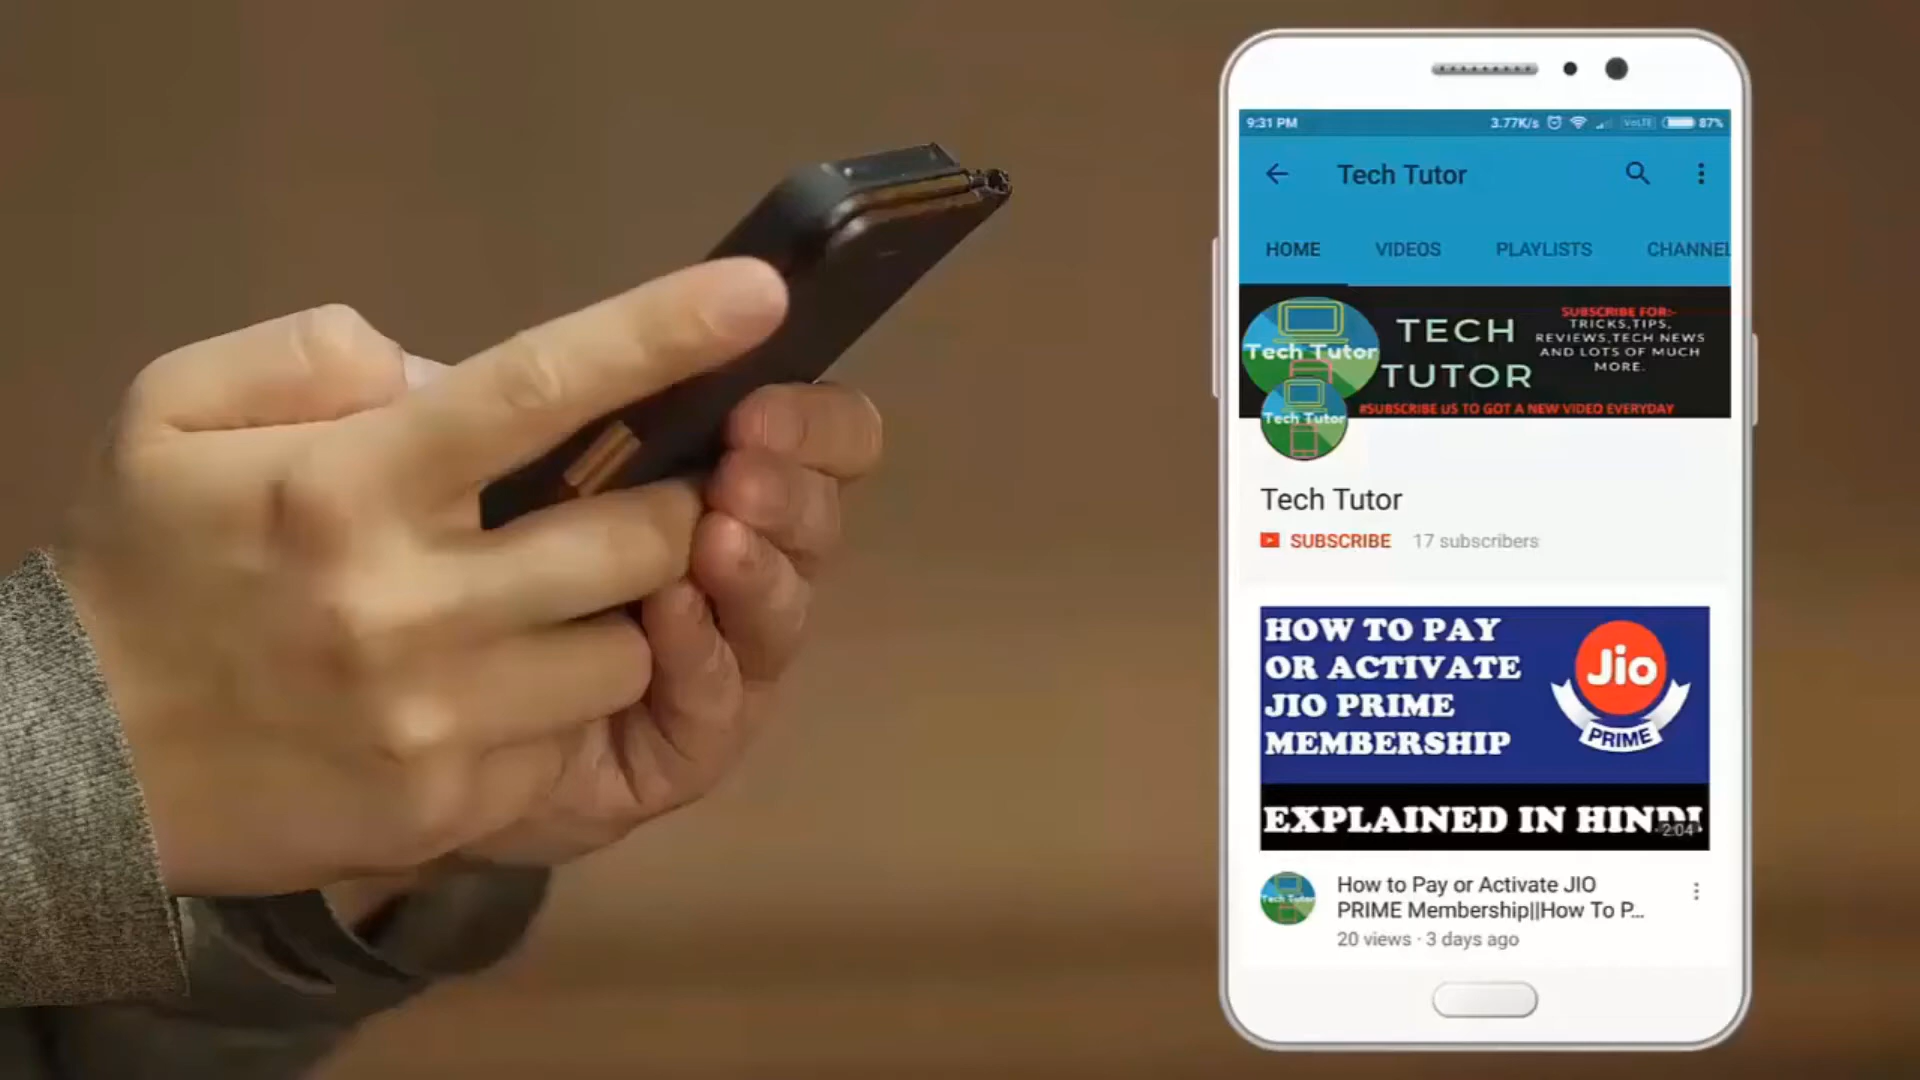 9:31 PM 3.77K/s VoLTE 87%
Tech Tutor
HOME VIDEOS PLAYLISTS CHANNEL
Tech Tutor
TECH
TUTOR
SUBSCRIBE FOR:-
TRICKS,TIPS,
REVIEWS,TECH NEWS
AND LOTS OF MUCH
MORE.
#SUBSCRIBE US TO GOT A NEW VIDEO EVERYDAY
Tech Tutor
Tech Tutor
SUBSCRIBE 17 subscribers
HOW TO PAY
OR ACTIVATE
JIO PRIME
MEMBERSHIP
Jio
PRIME
EXPLAINED IN HINDI
2:04
Tech Tutor
How to Pay or Activate JIO
PRIME Membership||How To P...
20 views · 3 days ago